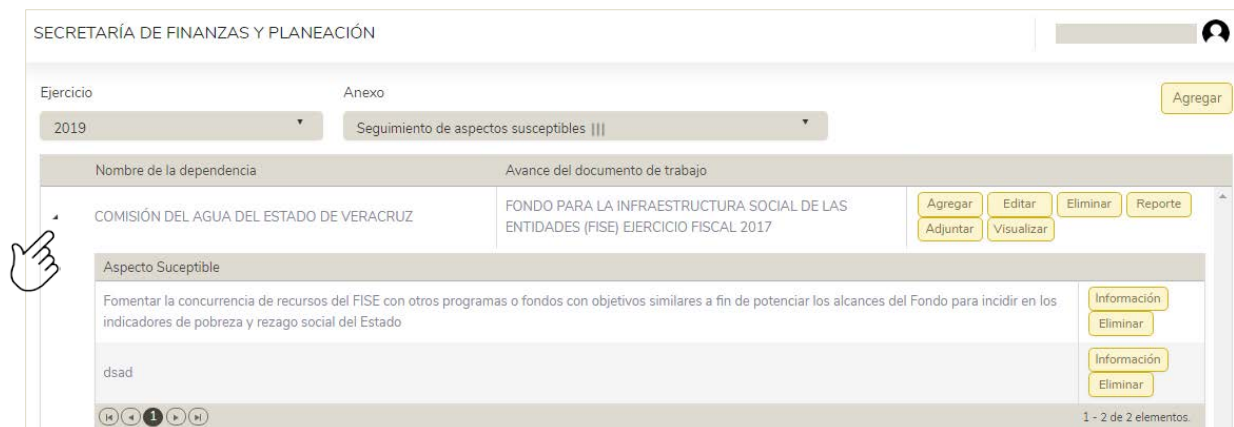 SECRETARÍA DE FINANZAS Y PLANEACIÓN
Ejercicio
Anexo
Agregar
2019
Seguimiento de aspectos susceptibles |||
Nombre de la dependencia
Avance del documento de trabajo
COMISIÓN DEL AGUA DEL ESTADO DE VERACRUZ
FONDO PARA LA INFRAESTRUCTURA SOCIAL DE LAS
ENTIDADES (FISE) EJERCICIO FISCAL 2017
Agregar Editar Eliminar Reporte
Adjuntar Visualizar
Aspecto Suceptible
Fomentar la concurrencia de recursos del FISE con otros programas o fondos con objetivos similares a fin de potenciar los alcances del Fondo para incidir en los
indicadores de pobreza y rezago social del Estado
Información
Eliminar
dsad
Información
Eliminar
1
1 - 2 de 2 elementos.